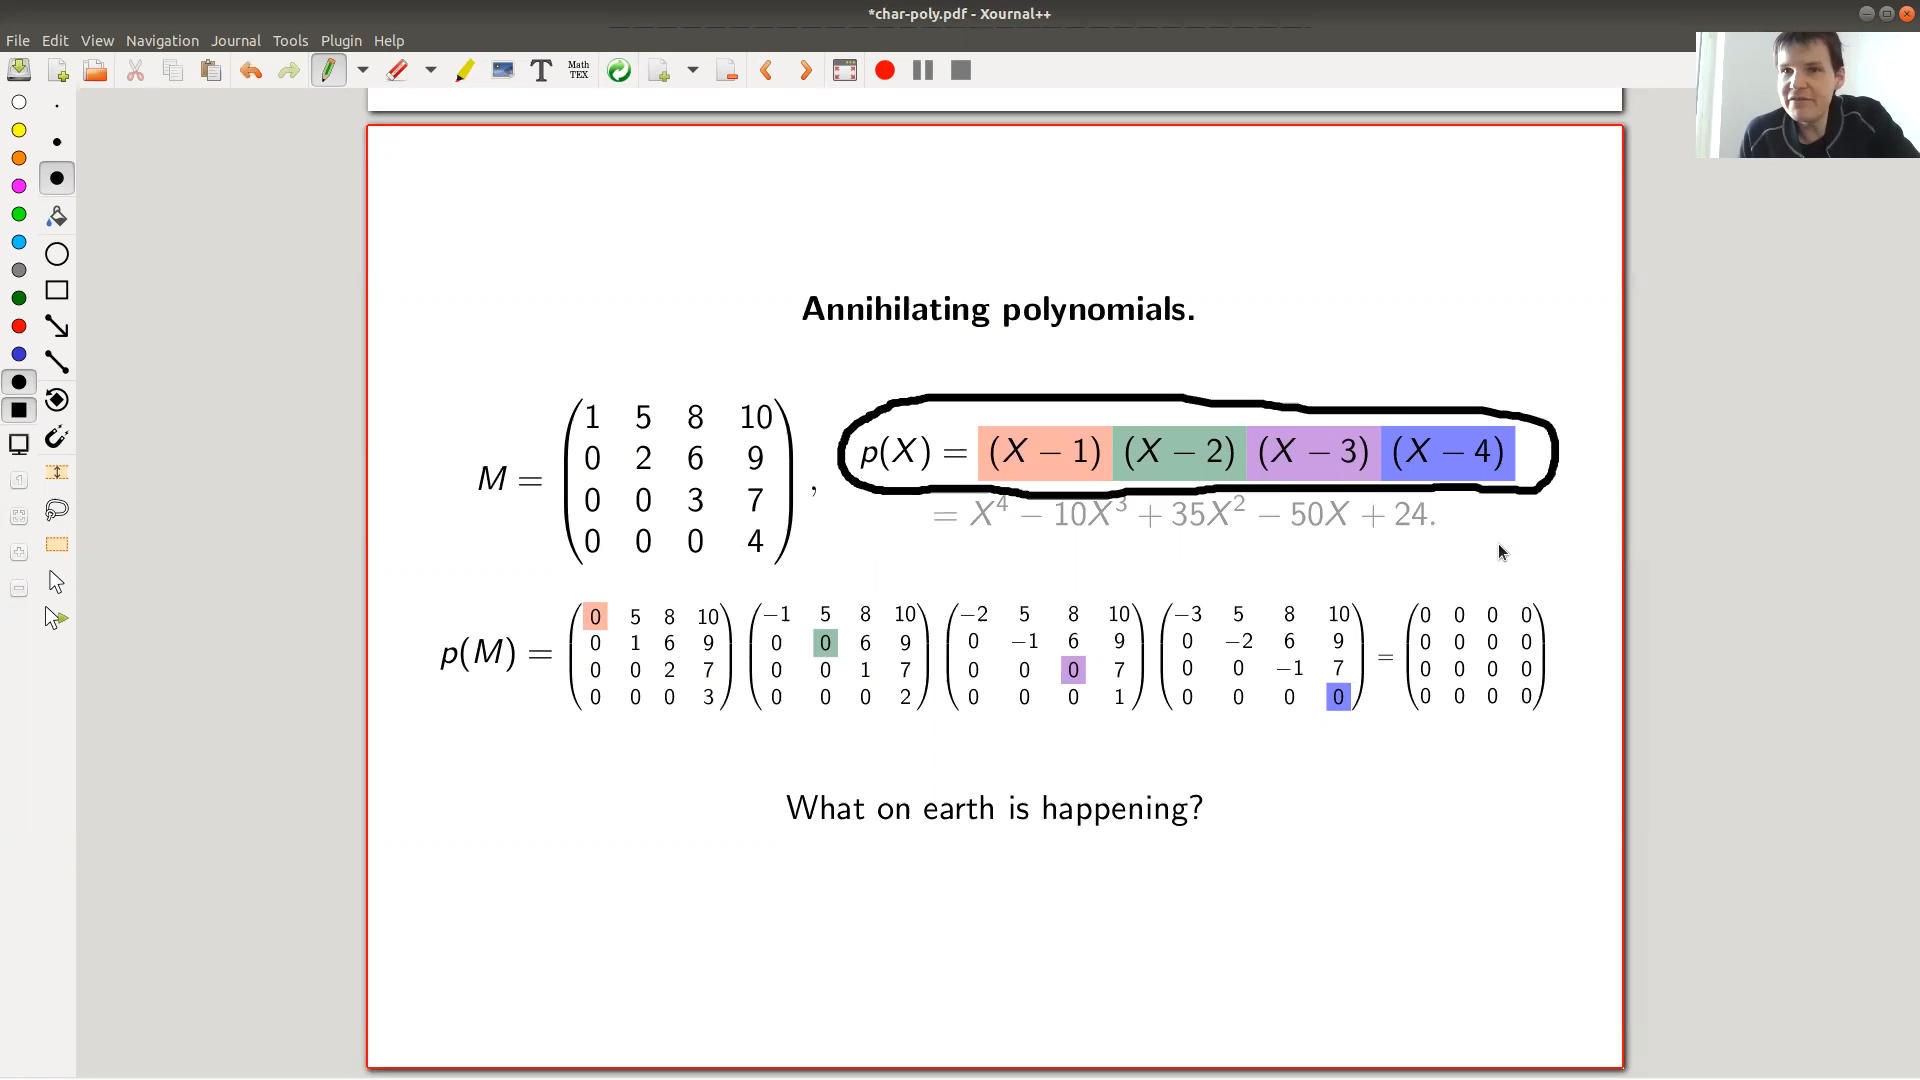 *char-poly.pdf - Xournal++
File Edit View Navigation Journal Tools Plugin Help
T Math TEX
Annihilating polynomials.
M = (1 5 8 10
0 2 6 9
0 0 3 7
0 0 0 4) , p(X) = (X − 1) (X − 2) (X − 3) (X − 4)
= X⁴ − 10X³ + 35X² − 50X + 24.
p(M) = (0 5 8 10
0 1 6 9
0 0 2 7
0 0 0 3)
(−1 5 8 10
0 0 6 9
0 0 1 7
0 0 0 2)
(−2 5 8 10
0 −1 6 9
0 0 0 7
0 0 0 1)
(−3 5 8 10
0 −2 6 9
0 0 −1 7
0 0 0 0)
= (0 0 0 0
0 0 0 0
0 0 0 0
0 0 0 0)
What on earth is happening?